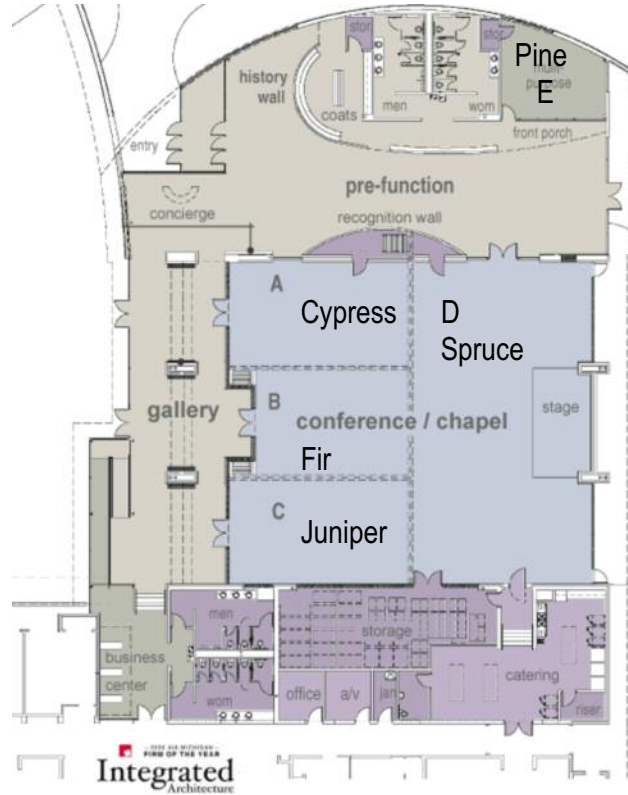 stor.
stor.
Pine
multi-
purpose
E
history
wall
men
wom
coats
front porch
entry
pre-function
concierge
recognition wall
A
Cypress
D
Spruce
B
gallery
conference / chapel
stage
Fir
C
Juniper
men
storage
business
center
wom
office
a/v
jan
catering
riser
FIRM OF THE YEAR
Integrated
Architecture